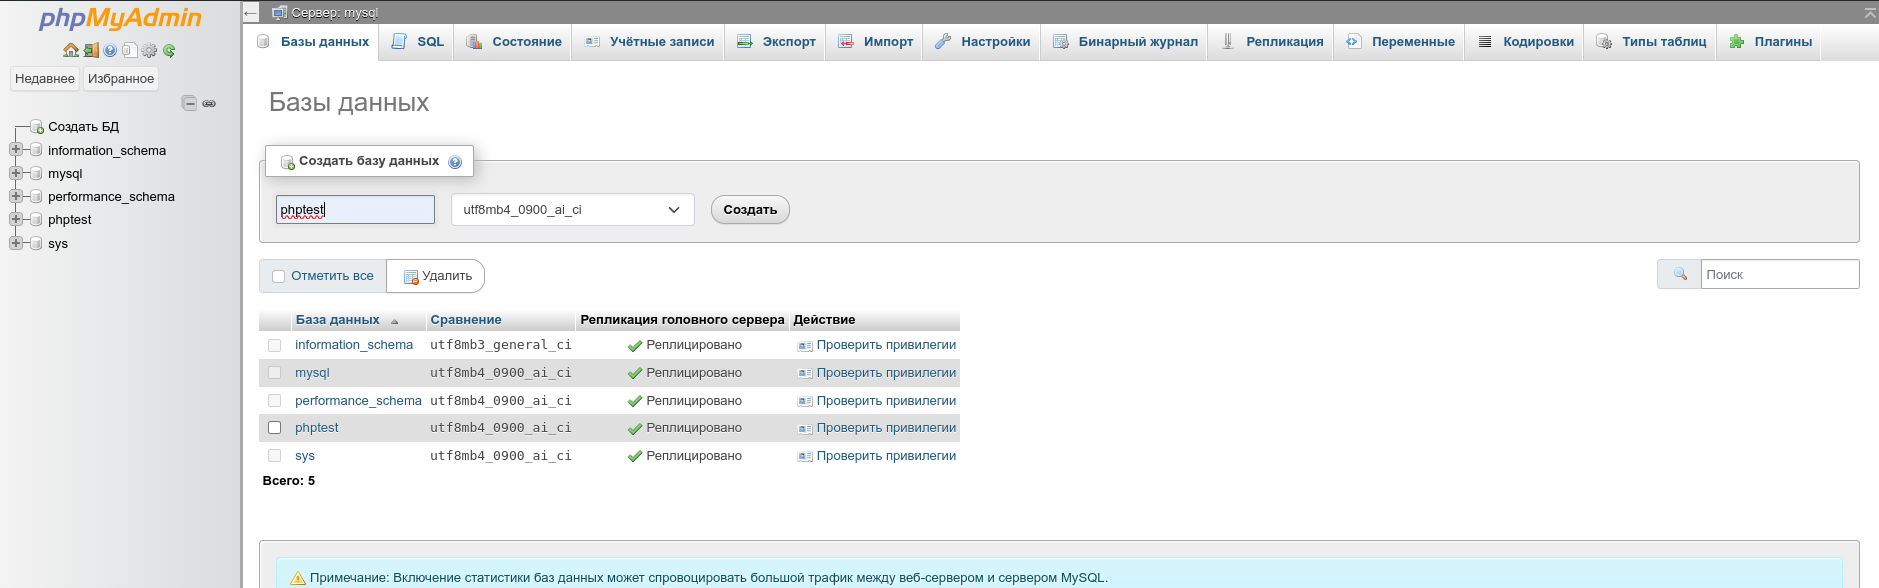 phpMyAdmin
Недавнее Избранное
Создать БД
information_schema
mysql
performance_schema
phptest
sys
Сервер: mysql
Базы данных SQL Состояние Учётные записи Экспорт Импорт Настройки Бинарный журнал Репликация Переменные Кодировки Типы таблиц Плагины
Базы данных
Создать базу данных
phptest utf8mb4_0900_ai_ci Создать
Отметить все Удалить Поиск
База данных Сравнение Репликация головного сервера Действие
information_schema utf8mb3_general_ci Реплицировано Проверить привилегии
mysql utf8mb4_0900_ai_ci Реплицировано Проверить привилегии
performance_schema utf8mb4_0900_ai_ci Реплицировано Проверить привилегии
phptest utf8mb4_0900_ai_ci Реплицировано Проверить привилегии
sys utf8mb4_0900_ai_ci Реплицировано Проверить привилегии
Всего: 5
Примечание: Включение статистики баз данных может спровоцировать большой трафик между веб-сервером и сервером MySQL.